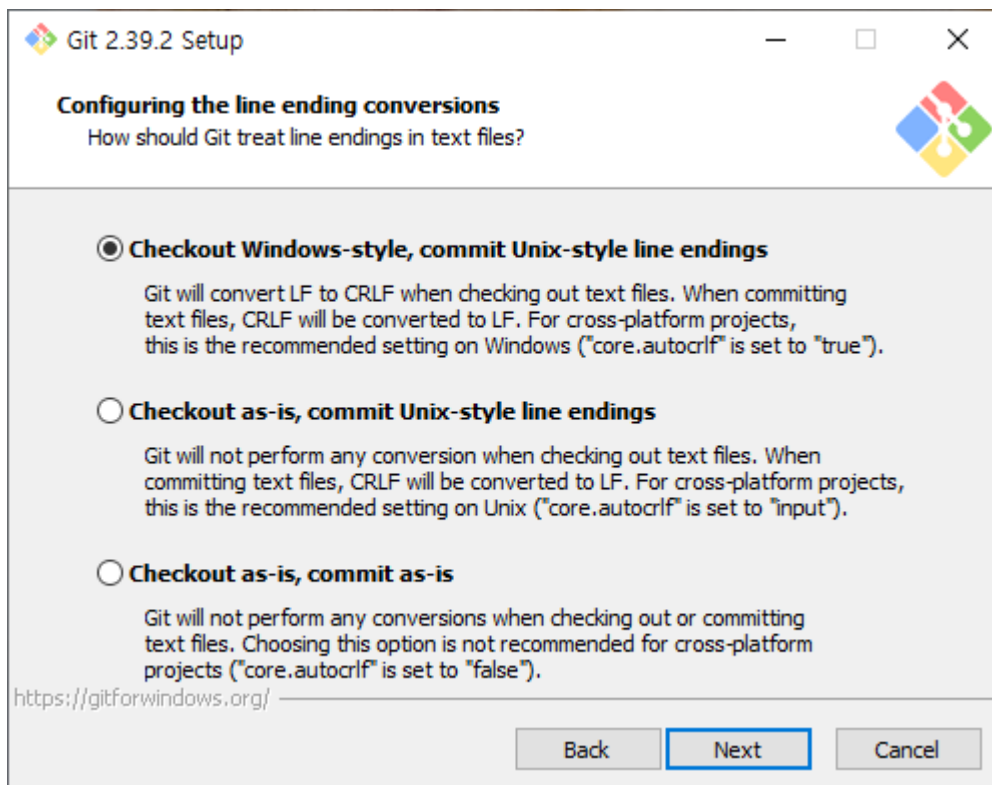 Git 2.39.2 Setup
Configuring the line ending conversions
How should Git treat line endings in text files?
Checkout Windows-style, commit Unix-style line endings
Git will convert LF to CRLF when checking out text files. When committing
text files, CRLF will be converted to LF. For cross-platform projects,
this is the recommended setting on Windows ("core.autocrlf" is set to "true").
Checkout as-is, commit Unix-style line endings
Git will not perform any conversion when checking out text files. When
committing text files, CRLF will be converted to LF. For cross-platform projects,
this is the recommended setting on Unix ("core.autocrlf" is set to "input").
Checkout as-is, commit as-is
Git will not perform any conversions when checking out or committing
text files. Choosing this option is not recommended for cross-platform
projects ("core.autocrlf" is set to "false").
https://gitforwindows.org/
Back
Next
Cancel